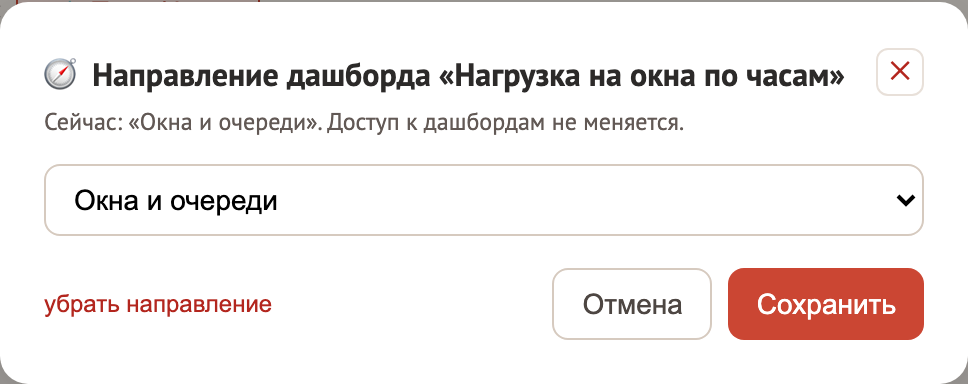 Направление дашборда «Нагрузка на окна по часам»
Сейчас: «Окна и очереди». Доступ к дашбордам не меняется.
Окна и очереди
убрать направление
Отмена
Сохранить